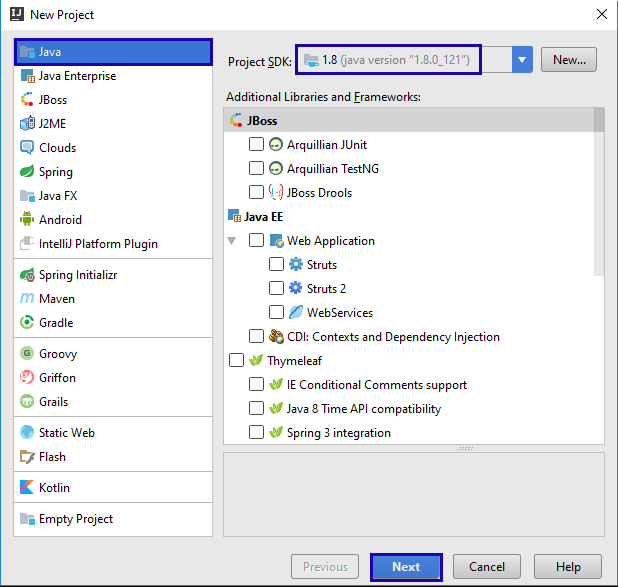 New Project
Java
Java Enterprise
JBoss
J2ME
Clouds
Spring
Java FX
Android
IntelliJ Platform Plugin
Spring Initializr
Maven
Gradle
Groovy
Griffon
Grails
Static Web
Flash
Kotlin
Empty Project
Project SDK: 1.8 (java version "1.8.0_121") New...
Additional Libraries and Frameworks:
JBoss
Arquillian JUnit
Arquillian TestNG
JBoss Drools
Java EE
Web Application
Struts
Struts 2
WebServices
CDI: Contexts and Dependency Injection
Thymeleaf
IE Conditional Comments support
Java 8 Time API compatibility
Spring 3 integration
Previous Next Cancel Help